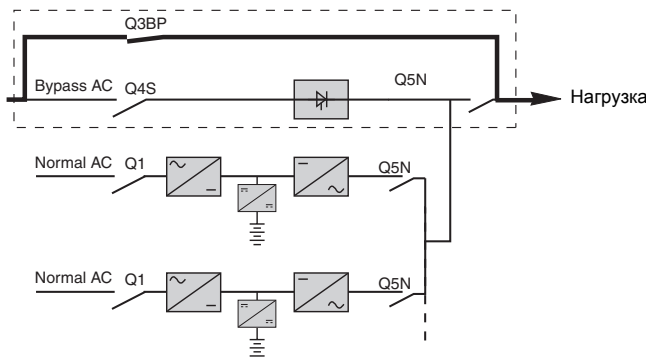 Q3BP
Bypass AC Q4S Q5N
Нагрузка
Normal AC Q1 Q5N
Normal AC Q1 Q5N